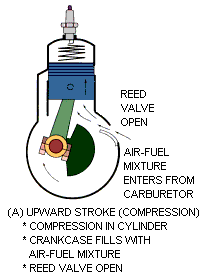 REED
VALVE
OPEN
AIR-FUEL
MIXTURE
ENTERS FROM
CARBURETOR
(A) UPWARD STROKE (COMPRESSION)
* COMPRESSION IN CYLINDER
* CRANKCASE FILLS WITH
AIR-FUEL MIXTURE
* REED VALVE OPEN